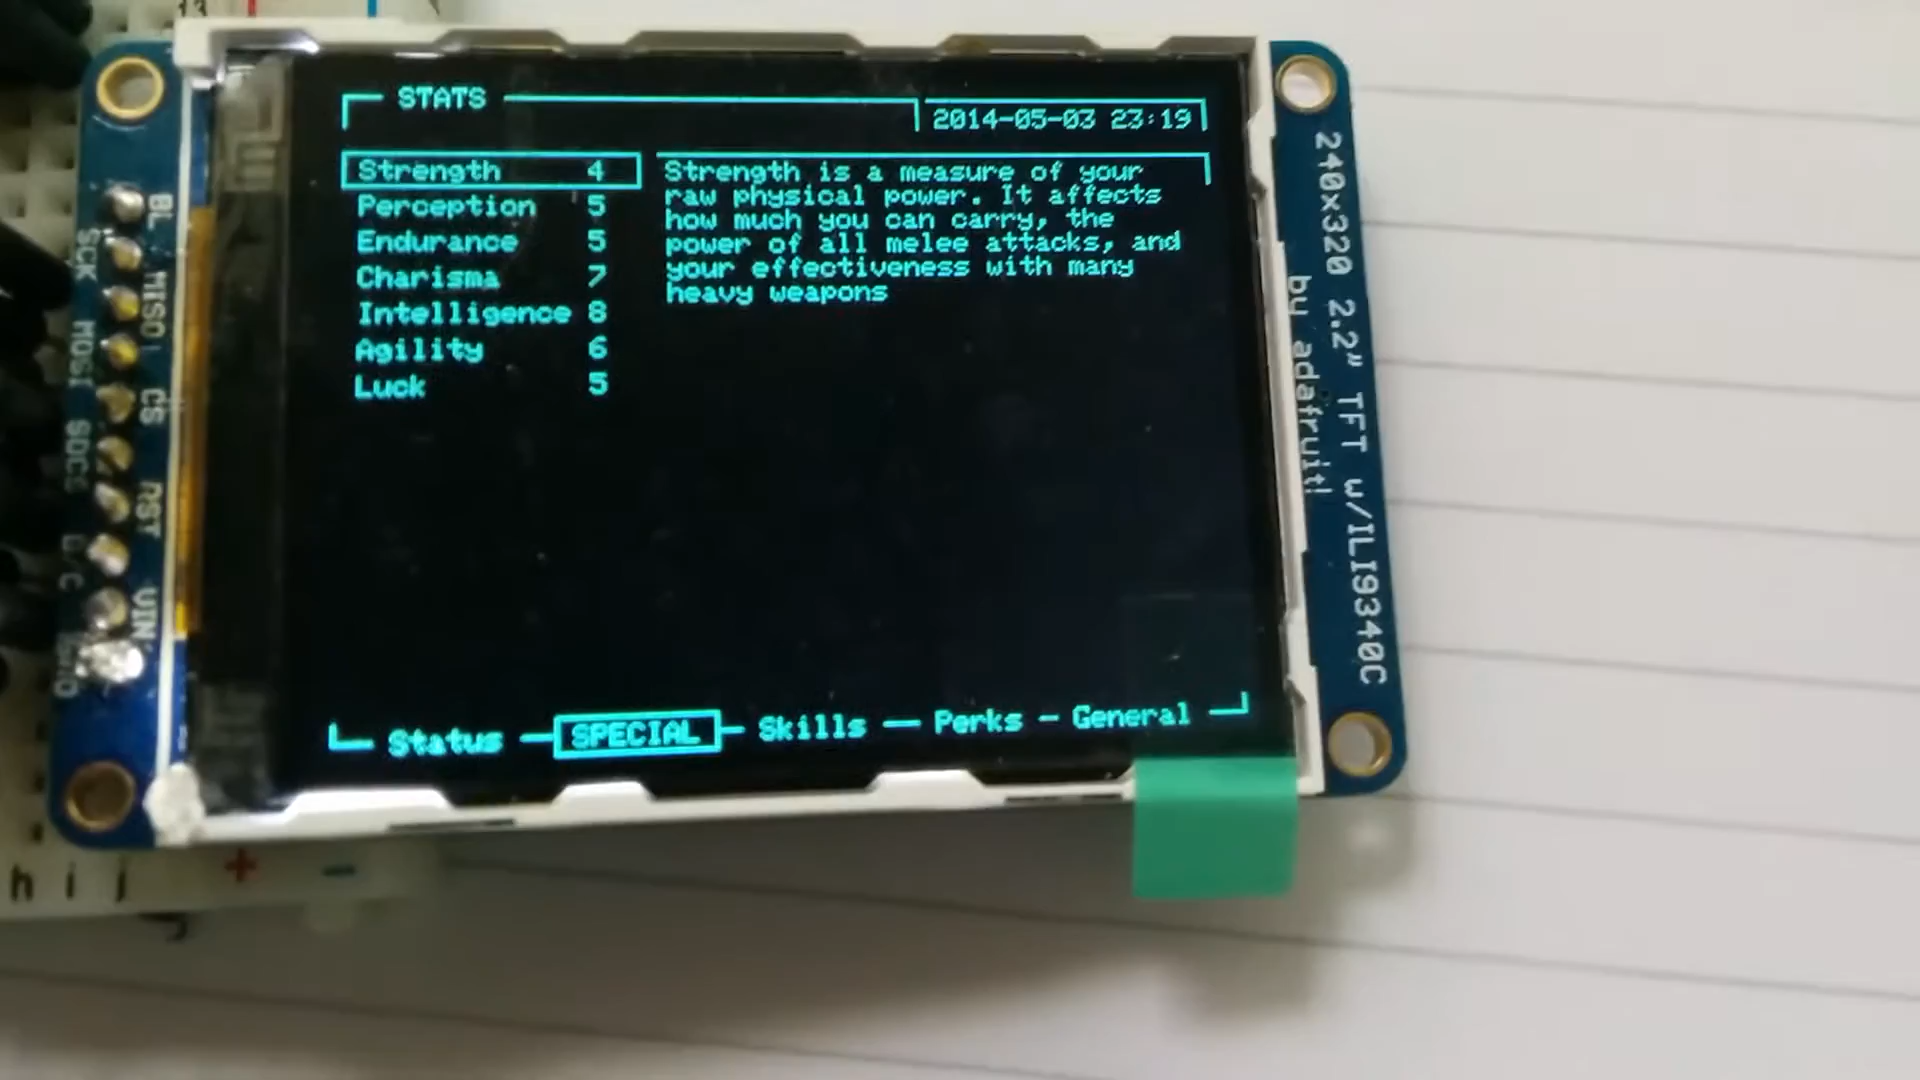 STATS
2014-05-03 23:19
Strength 4
Perception 5
Endurance 5
Charisma 7
Intelligence 8
Agility 6
Luck 5
Strength is a measure of your
raw physical power. It affects
how much you can carry, the
power of all melee attacks, and
your effectiveness with many
heavy weapons
Status
SPECIAL
Skills
Perks
General
240x320 2.2" TFT w/ILI9340C
by adafruit!
BL
SCK
MISO
MOSI
CS
SDCS
RST
D/C
VIN
h i j
+ -